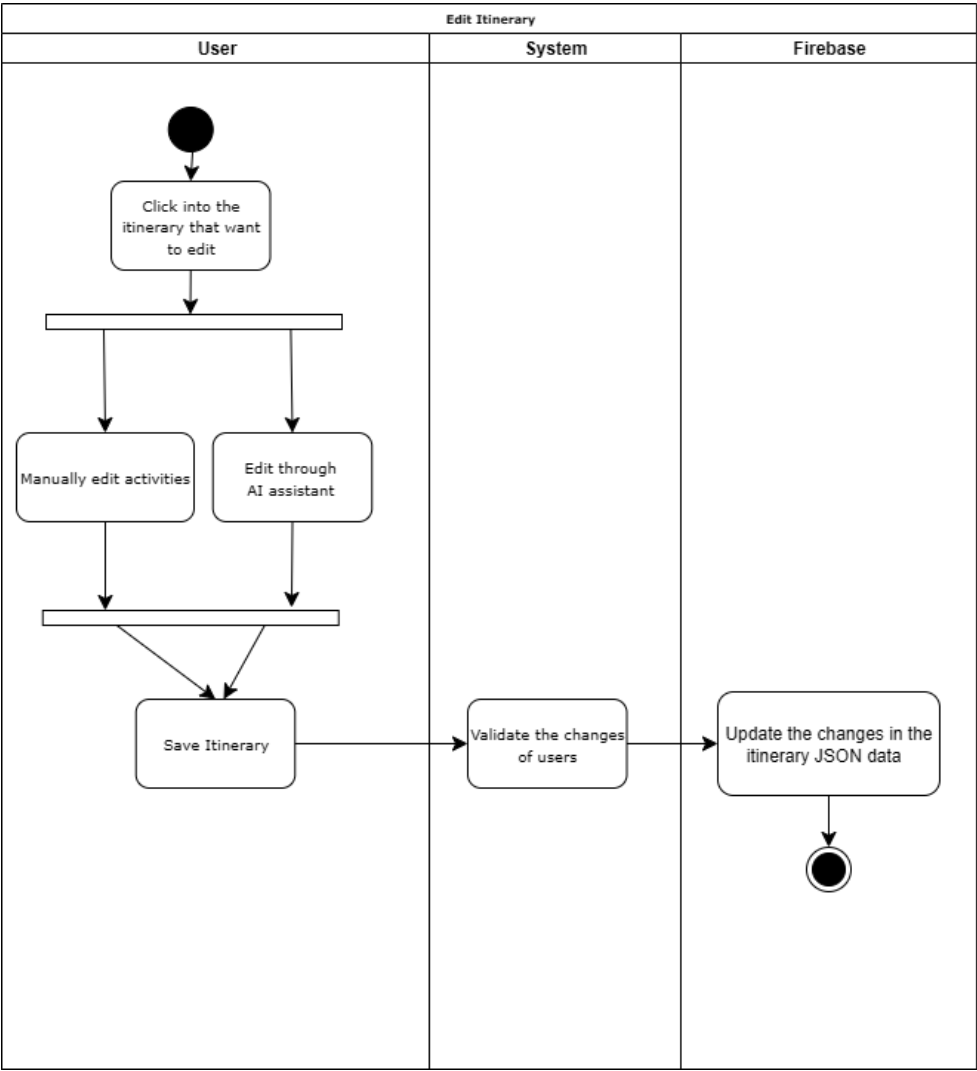 Edit Itinerary
User
System
Firebase
Click into the
itinerary that want
to edit
Manually edit activities
Edit through
AI assistant
Save Itinerary
Validate the changes
of users
Update the changes in the
itinerary JSON data